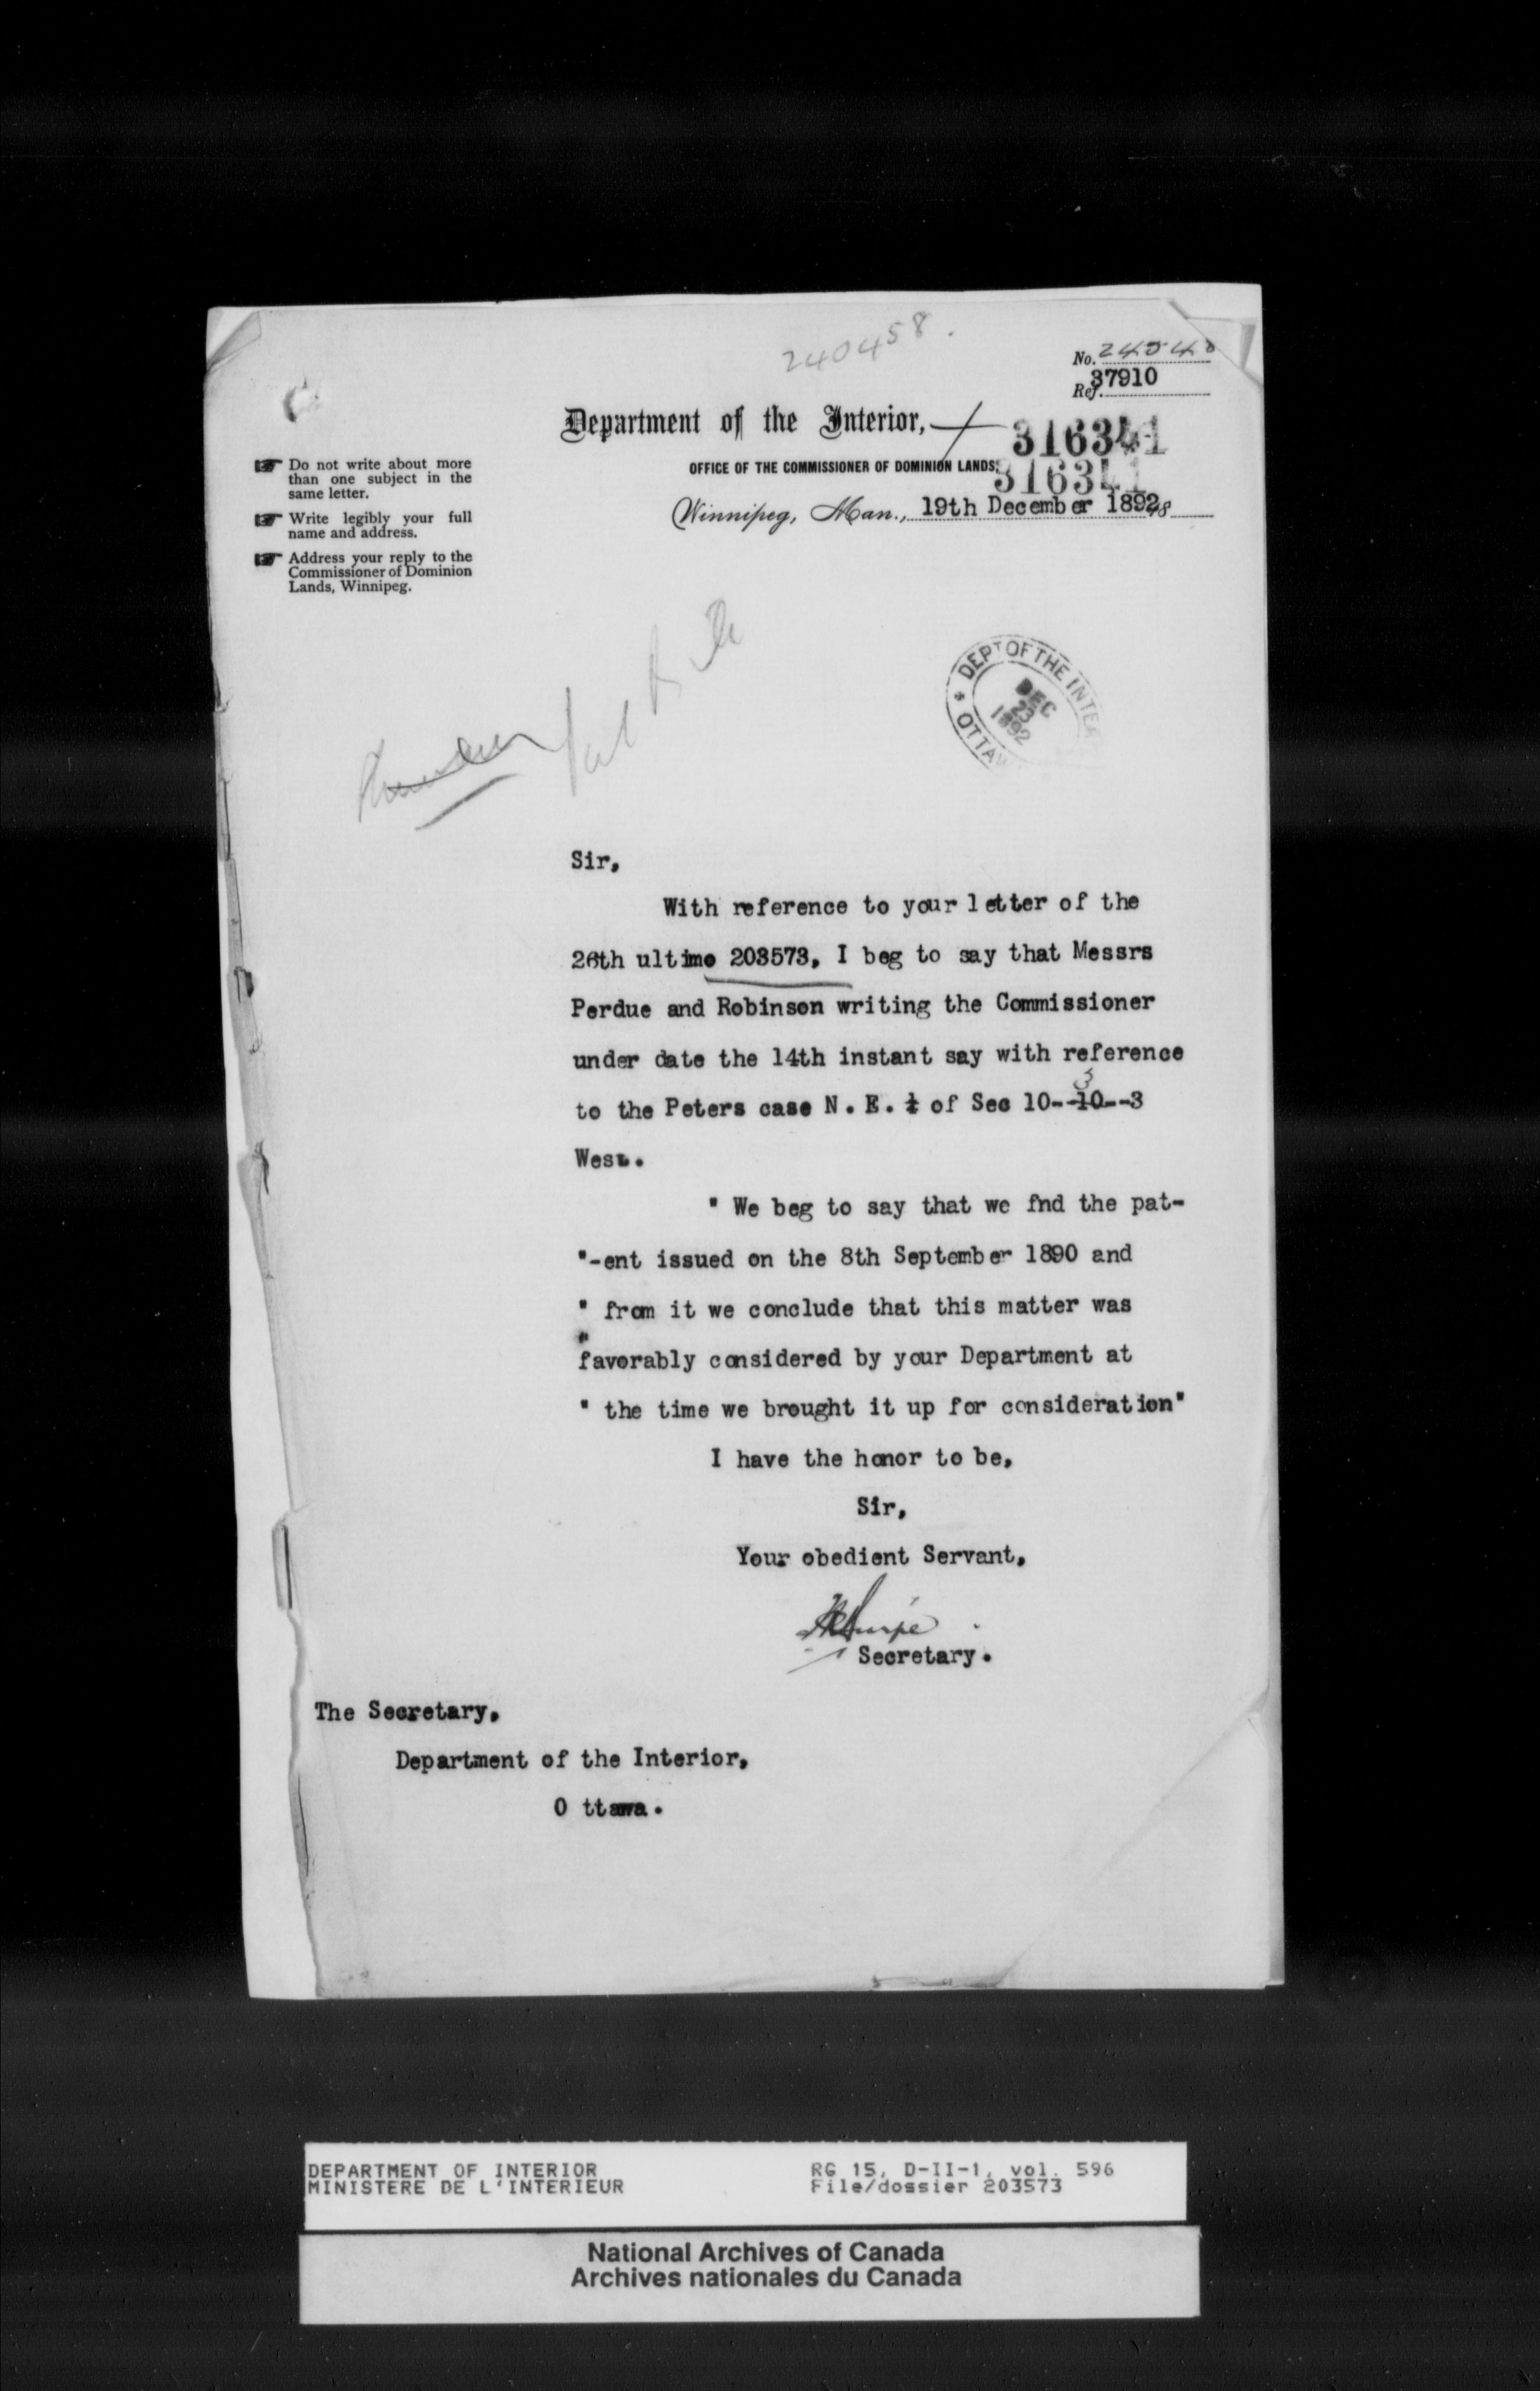 240458.
No. 24040
Ref. 37910
Department of the Interior,
316341
OFFICE OF THE COMMISSIONER OF DOMINION LANDS,
316341
Winnipeg, Man., 19th December 1892
Do not write about more
than one subject in the
same letter.
Write legibly your full
name and address.
Address your reply to the
Commissioner of Dominion
Lands, Winnipeg.
DEPT OF THE INTER
DEC
23
1892
OTTAW
Sir,
With reference to your letter of the
26th ultimo 203573, I beg to say that Messrs
Perdue and Robinson writing the Commissioner
under date the 14th instant say with reference
3
to the Peters case N. E. ¼ of Sec 10--10--3
West.
" We beg to say that we fnd the pat-
"-ent issued on the 8th September 1890 and
" from it we conclude that this matter was
" favorably considered by your Department at
" the time we brought it up for consideration"
I have the honor to be,
Sir,
Your obedient Servant,
Secretary.
The Secretary,
Department of the Interior,
O ttawa.
DEPARTMENT OF INTERIOR
MINISTERE DE L'INTERIEUR
RG 15, D-II-1, vol. 596
File/dossier 203573
National Archives of Canada
Archives nationales du Canada